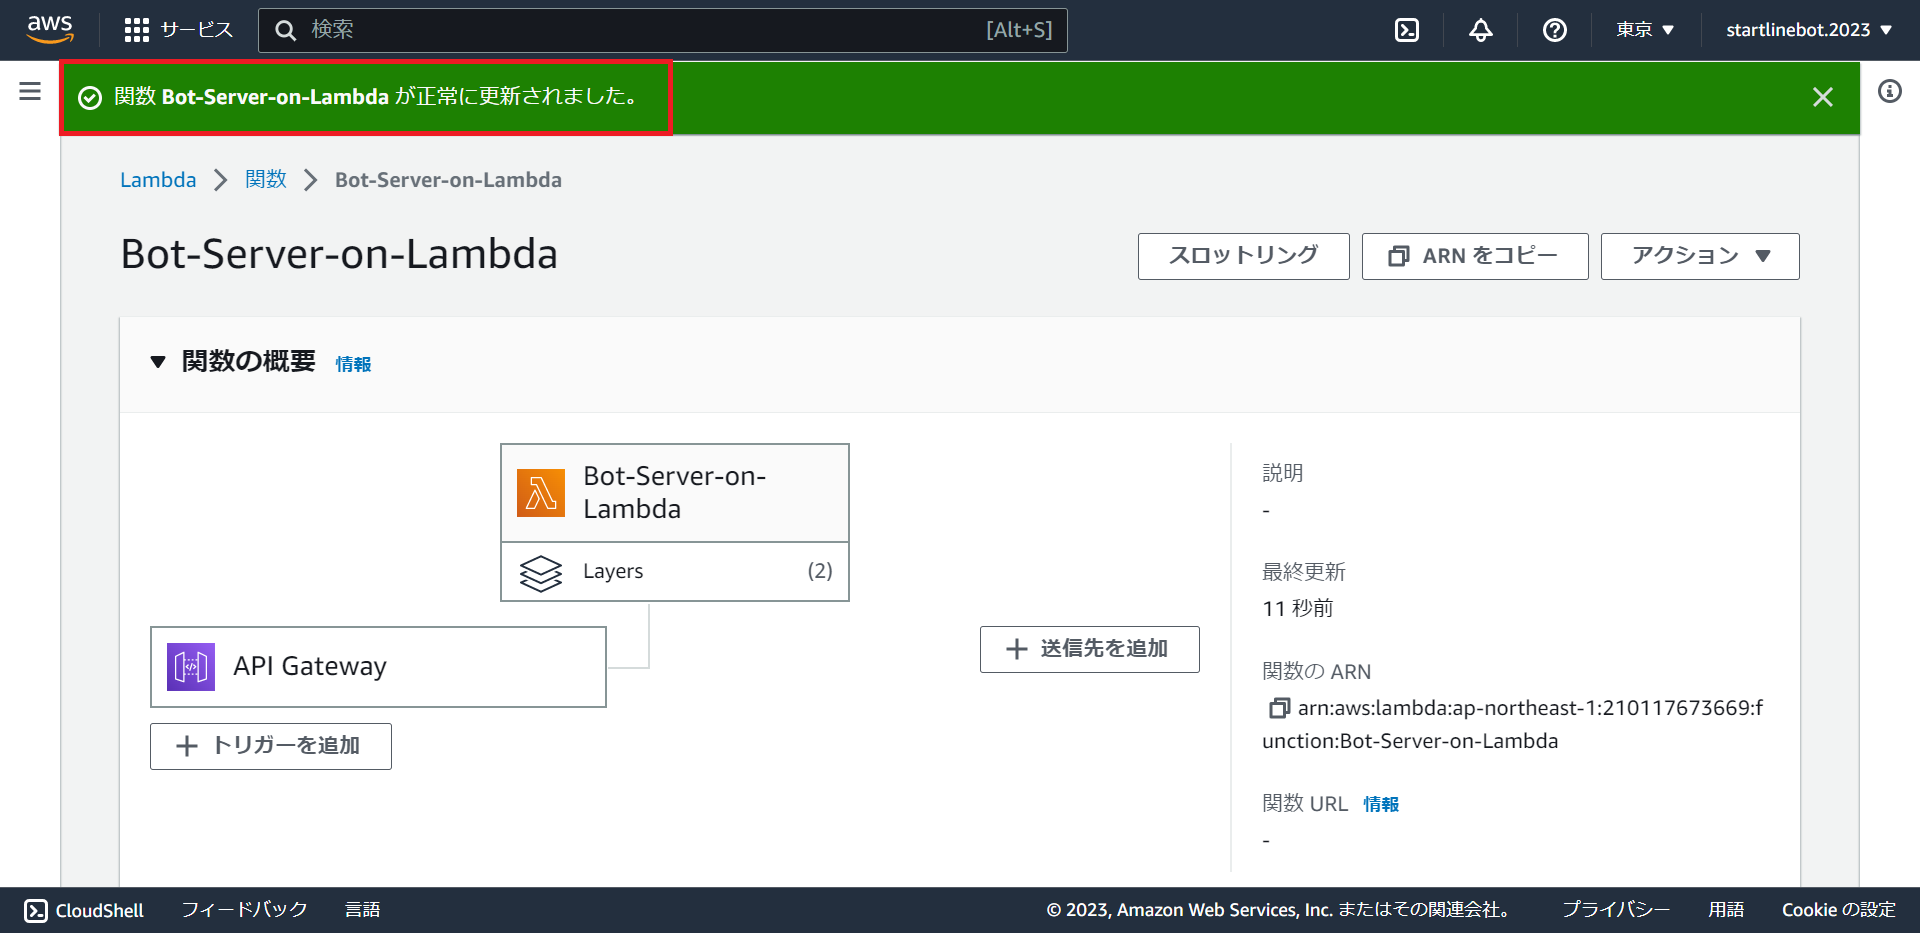 aws サービス 検索 [Alt+S] 東京 ▼ startlinebot.2023 ▼
関数 Bot-Server-on-Lambda が正常に更新されました。
Lambda > 関数 > Bot-Server-on-Lambda
Bot-Server-on-Lambda
スロットリング ARN をコピー アクション ▼
▼ 関数の概要 情報
Bot-Server-on-
Lambda
Layers (2)
API Gateway
+ トリガーを追加
+ 送信先を追加
説明
-
最終更新
11 秒前
関数の ARN
arn:aws:lambda:ap-northeast-1:210117673669:f
unction:Bot-Server-on-Lambda
関数 URL 情報
-
CloudShell フィードバック 言語 © 2023, Amazon Web Services, Inc. またはその関連会社。 プライバシー 用語 Cookie の設定